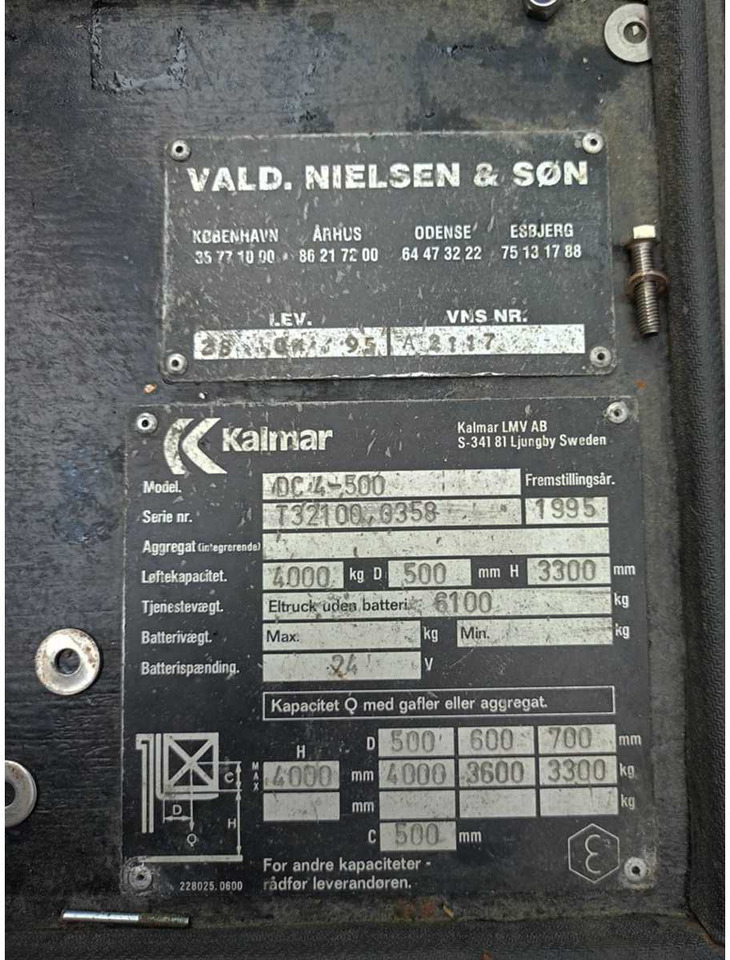 VALD. NIELSEN & SØN
KØBENHAVN ÅRHUS ODENSE ESBJERG
35 77 10 00 86 21 72 00 64 47 32 22 75 13 17 88
LEV. VNS NR.
95 A 2117
Kalmar
Kalmar LMV AB
S-341 81 Ljungby Sweden
Model. DC 4-500 Fremstillingsår.
Serie nr. T32100,0358 1995
Aggregat (integrerende)
Løftekapacitet. 4000 kg D 500 mm H 3300 mm
Tjenestevægt. Eltruck uden batteri. 6100 kg
Batterivægt. Max. kg Min. kg
Batterispænding. 24 V
Kapacitet Q med gafler eller aggregat.
H D 500 600 700 mm
MAX 4000 mm 4000 3600 3300 kg
mm kg
C 500 mm
C
D H
Q
ε
For andre kapaciteter -
rådfør leverandøren.
228025.0600